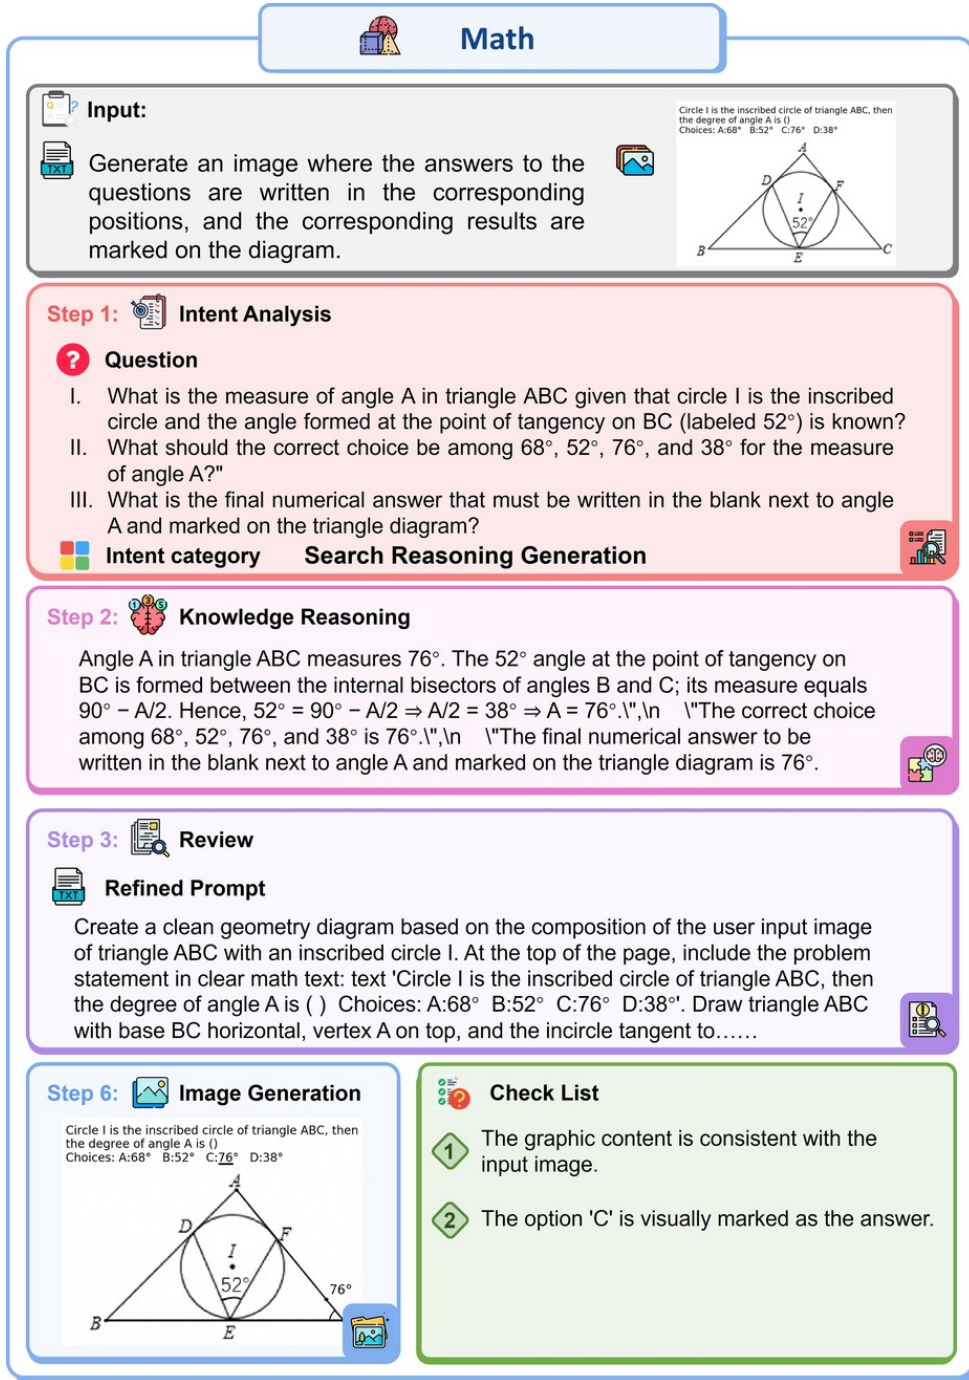 Math
Input:
TXT
Generate an image where the answers to the
questions are written in the corresponding
positions, and the corresponding results are
marked on the diagram.
Circle I is the inscribed circle of triangle ABC, then
the degree of angle A is ()
Choices: A:68° B:52° C:76° D:38°
A
D
F
I
52°
B
E
C
Step 1: Intent Analysis
? Question
I. What is the measure of angle A in triangle ABC given that circle I is the inscribed
circle and the angle formed at the point of tangency on BC (labeled 52°) is known?
II. What should the correct choice be among 68°, 52°, 76°, and 38° for the measure
of angle A?"
III. What is the final numerical answer that must be written in the blank next to angle
A and marked on the triangle diagram?
Intent category Search Reasoning Generation
Step 2: Knowledge Reasoning
Angle A in triangle ABC measures 76°. The 52° angle at the point of tangency on
BC is formed between the internal bisectors of angles B and C; its measure equals
90° − A/2. Hence, 52° = 90° − A/2 ⇒ A/2 = 38° ⇒ A = 76°.\",\n \"The correct choice
among 68°, 52°, 76°, and 38° is 76°.\",\n \"The final numerical answer to be
written in the blank next to angle A and marked on the triangle diagram is 76°.
Step 3: Review
TXT
Refined Prompt
Create a clean geometry diagram based on the composition of the user input image
of triangle ABC with an inscribed circle I. At the top of the page, include the problem
statement in clear math text: text 'Circle I is the inscribed circle of triangle ABC, then
the degree of angle A is ( ) Choices: A:68° B:52° C:76° D:38°'. Draw triangle ABC
with base BC horizontal, vertex A on top, and the incircle tangent to……
Step 6: Image Generation
Circle I is the inscribed circle of triangle ABC, then
the degree of angle A is ()
Choices: A:68° B:52° C:76° D:38°
A
D
F
I
52°
76°
B
E
Check List
1 The graphic content is consistent with the
input image.
2 The option 'C' is visually marked as the answer.